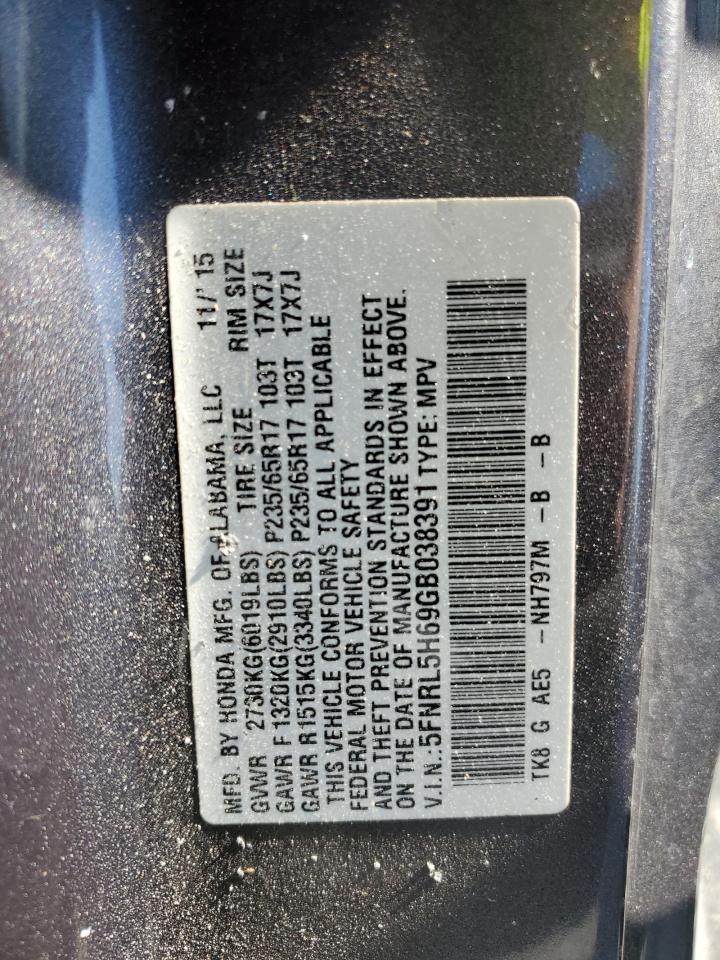 MFD. BY HONDA MFG. OF ALABAMA, LLC 11/'15
GVWR 2730KG(6019LBS) TIRE SIZE RIM SIZE
GAWR F 1320KG(2910LBS) P235/65R17 103T 17X7J
GAWR R 1515KG(3340LBS) P235/65R17 103T 17X7J
THIS VEHICLE CONFORMS TO ALL APPLICABLE
FEDERAL MOTOR VEHICLE SAFETY
AND THEFT PREVENTION STANDARDS IN EFFECT
ON THE DATE OF MANUFACTURE SHOWN ABOVE.
V.I.N.:5FNRL5H69GB038391 TYPE: MPV
TK8 G AE5 -NH797M -B -B